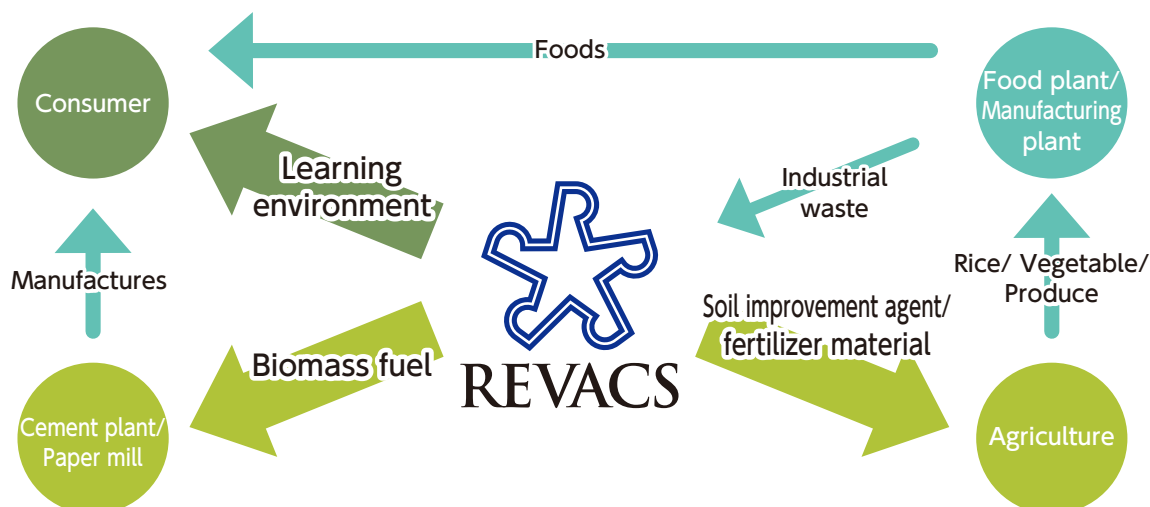 Foods
Consumer
Food plant/
Manufacturing
plant
Learning
environment
Industrial
waste
Manufactures
Rice/ Vegetable/
Produce
Soil improvement agent/
fertilizer material
Biomass fuel
REVACS
Cement plant/
Paper mill
Agriculture